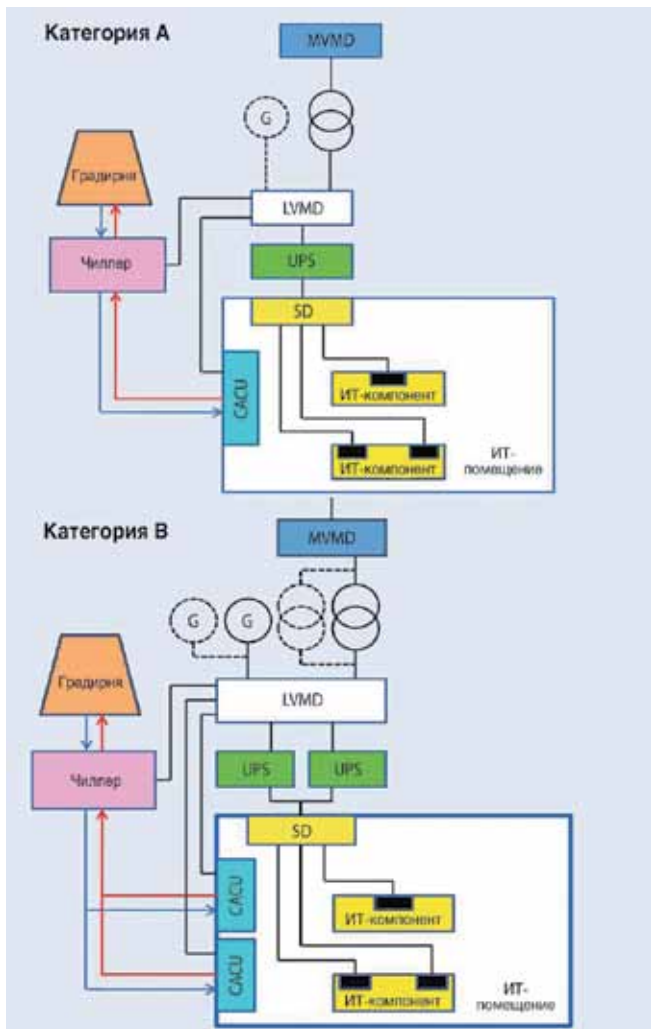 Категория А
MVMD
G
Градирня
LVMD
Чиллер
UPS
SD
CACU
ИТ-компонент
ИТ-компонент
ИТ-
помещение
Категория В
MVMD
G
G
Градирня
LVMD
Чиллер
UPS
UPS
SD
CACU
ИТ-компонент
CACU
ИТ-компонент
ИТ-
помещение